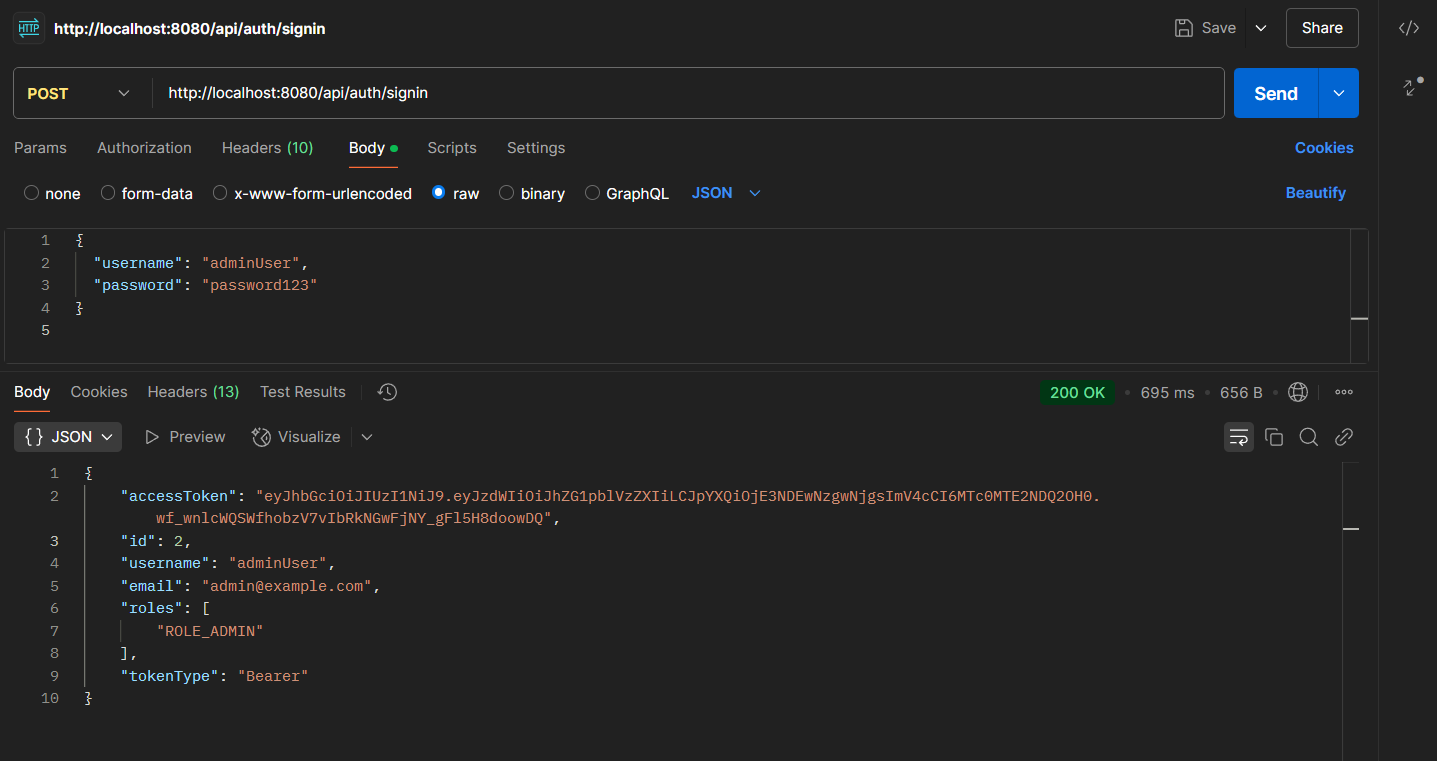 HTTP http://localhost:8080/api/auth/signin Save Share
POST http://localhost:8080/api/auth/signin Send
Params Authorization Headers (10) Body Scripts Settings Cookies
none form-data x-www-form-urlencoded raw binary GraphQL JSON Beautify
1 {
2 "username": "adminUser",
3 "password": "password123"
4 }
5
Body Cookies Headers (13) Test Results 200 OK 695 ms 656 B
{} JSON Preview Visualize
1 {
2 "accessToken": "eyJhbGciOiJIUzI1NiJ9.eyJzdWIiOiJhZG1pblVzZXIiLCJpYXQiOjE3NDEwNzgwNjgsImV4cCI6MTc0MTE2NDQ2OH0.
wf_wnlcWQSWfhobzV7vIbRkNGwFjNY_gFl5H8doowDQ",
3 "id": 2,
4 "username": "adminUser",
5 "email": "admin@example.com",
6 "roles": [
7 "ROLE_ADMIN"
8 ],
9 "tokenType": "Bearer"
10 }